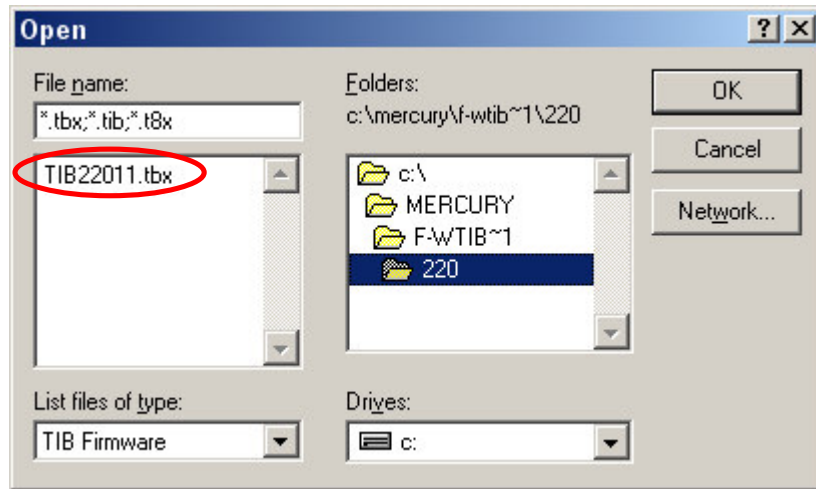 Open
File name:
*.tbx;*.tib;*.t8x
TIB22011.tbx
List files of type:
TIB Firmware
Folders:
c:\mercury\f-wtib~1\220
c:\
MERCURY
F-WTIB~1
220
Drives:
c:
OK
Cancel
Network...